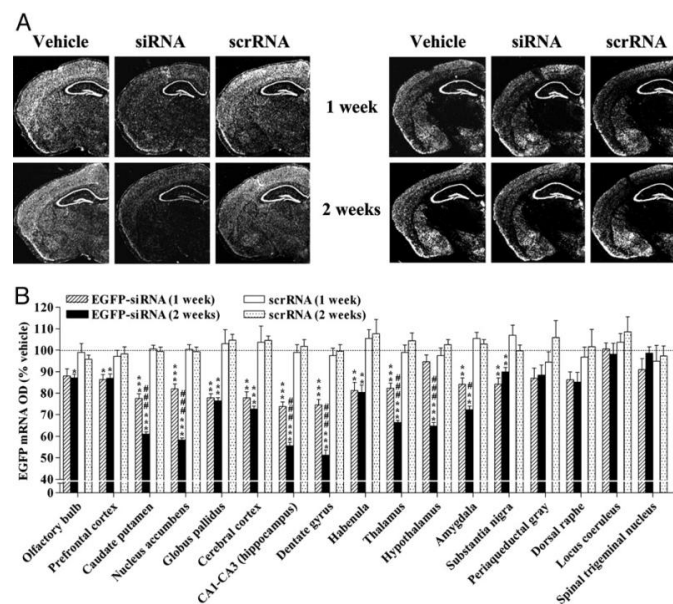 A
Vehicle siRNA scrRNA Vehicle siRNA scrRNA
1 week
2 weeks
B
EGFP-siRNA (1 week) scrRNA (1 week)
EGFP-siRNA (2 weeks) scrRNA (2 weeks)
EGFP mRNA OD (% vehicle)
120
110
100
90
80
70
60
50
40
0
Olfactory bulb
Prefrontal cortex
Caudate putamen
Nucleus accumbens
Globus pallidus
Cerebral cortex
CA1-CA3 (hippocampus)
Dentate gyrus
Habenula
Thalamus
Hypothalamus
Amygdala
Substantia nigra
Periaqueductal gray
Dorsal raphe
Locus coeruleus
Spinal trigeminal nucleus